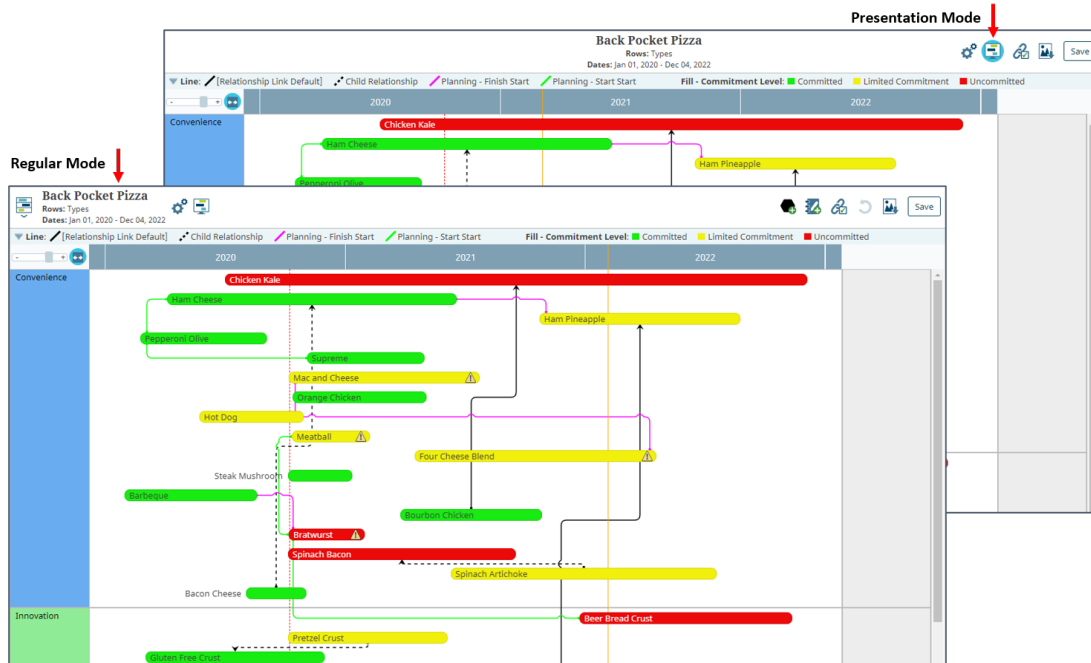 Presentation Mode
Back Pocket Pizza
Rows: Types
Dates: Jan 01, 2020 - Dec 04, 2022
Save
Line: [Relationship Link Default] Child Relationship Planning - Finish Start Planning - Start Start Fill - Commitment Level: Committed Limited Commitment Uncommitted
- +
2020 2021 2022
Convenience
Chicken Kale
Ham Cheese
Ham Pineapple
Pepperoni Olive
Regular Mode
Back Pocket Pizza
Rows: Types
Dates: Jan 01, 2020 - Dec 04, 2022
Save
Line: [Relationship Link Default] Child Relationship Planning - Finish Start Planning - Start Start Fill - Commitment Level: Committed Limited Commitment Uncommitted
- +
2020 2021 2022
Convenience
Chicken Kale
Ham Cheese
Ham Pineapple
Pepperoni Olive
Supreme
Mac and Cheese
Orange Chicken
Hot Dog
Meatball
Four Cheese Blend
Steak Mushroom
Barbeque
Bourbon Chicken
Bratwurst
Spinach Bacon
Spinach Artichoke
Bacon Cheese
Innovation
Beer Bread Crust
Pretzel Crust
Gluten Free Crust